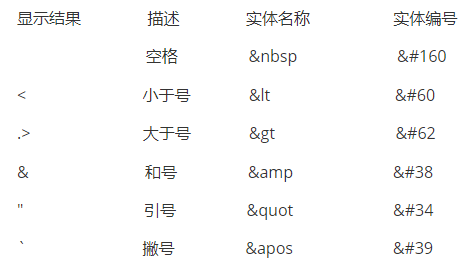 显示结果 描述 实体名称 实体编号
空格 &nbsp &#160
< 小于号 &lt &#60
.> 大于号 &gt &#62
& 和号 &amp &#38
" 引号 &quot &#34
` 撇号 &apos &#39